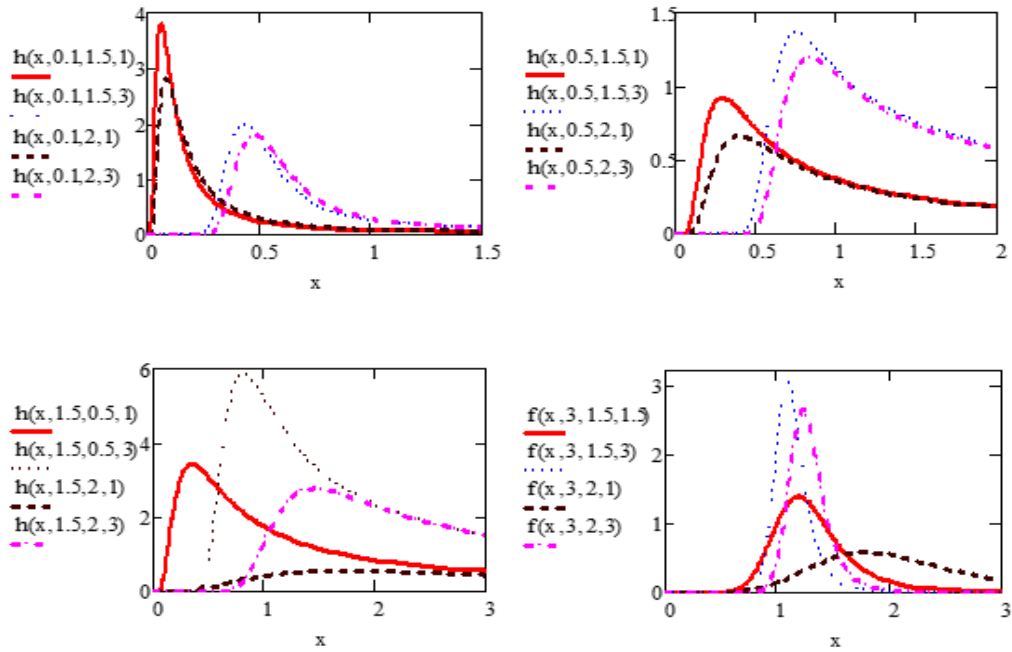 4
3
2
1
0
0
0.5
1
1.5
x
h(x,0.1,1.5,1)
h(x,0.1,1.5,3)
h(x,0.1,2,1)
h(x,0.1,2,3)
1.5
1
0.5
0
0
0.5
1
1.5
2
x
h(x,0.5,1.5,1)
h(x,0.5,1.5,3)
h(x,0.5,2,1)
h(x,0.5,2,3)
6
4
2
0
0
1
2
3
x
h(x,1.5,0.5,1)
h(x,1.5,0.5,3)
h(x,1.5,2,1)
h(x,1.5,2,3)
3
2
1
0
0
1
2
3
x
f(x,3,1.5,1.5)
f(x,3,1.5,3)
f(x,3,2,1)
f(x,3,2,3)